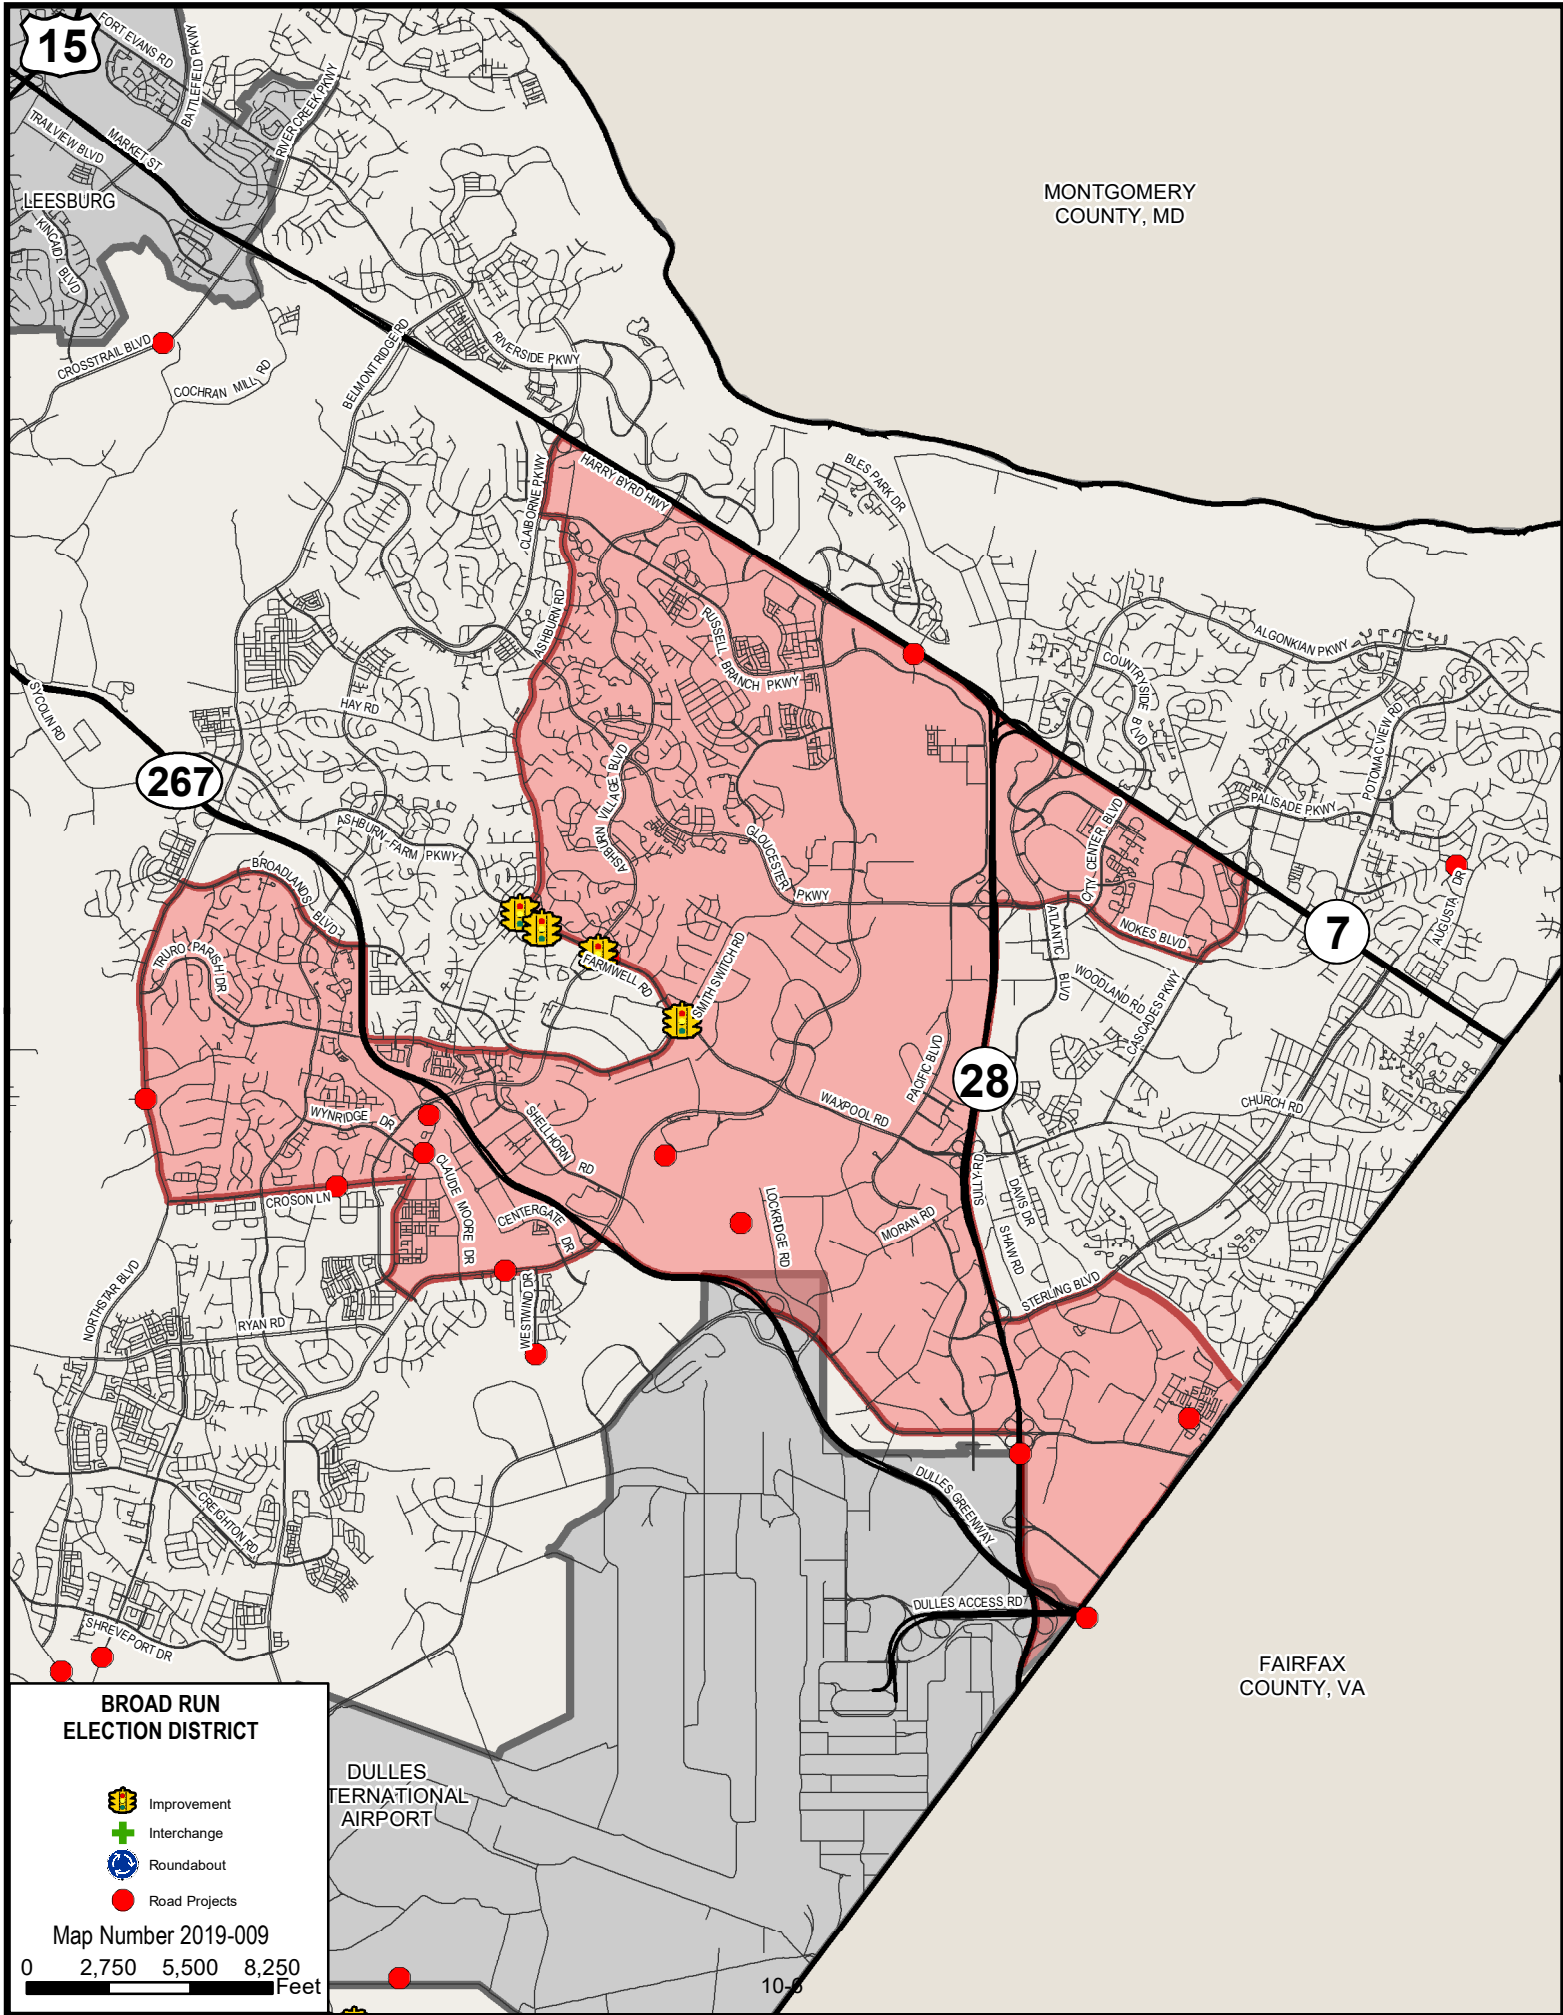 15
FORT EVANS RD
BATTLEFIELD PKWY
RIVER CREEK PKWY
TRAILVIEW BLVD
MARKET ST
LEESBURG
KINCAID BLVD
MONTGOMERY
COUNTY, MD
CROSSTRAIL BLVD
COCHRAN MILL RD
BELMONT RIDGE RD
RIVERSIDE PKWY
CLAIBORNE PKWY
HARRY BYRD HWY
BLES PARK DR
ASHBURN RD
RUSSELL BRANCH PKWY
ALGONKIAN PKWY
COUNTRYSIDE BLVD
POTOMAC VIEW RD
SYCOLIN RD
HAY RD
267
ASHBURN VILLAGE BLVD
ASHBURN FARM PKWY
GLOUCESTER PKWY
CITY CENTER BLVD
PALISADE PKWY
BROADLANDS BLVD
AUGUSTA DR
7
ATLANTIC BLVD
NOKES BLVD
TRURO PARISH DR
FARMWELL RD
SMITH SWITCH RD
WOODLAND RD
CASCADES PKWY
PACIFIC BLVD
28
WAXPOOL RD
CHURCH RD
WYNRIDGE DR
SHELLHORN RD
CLAUDE MOORE DR
CROSON LN
CENTERGATE DR
LOCKRIDGE RD
MORAN RD
SULLY RD
DAVIS DR
SHAW RD
STERLING BLVD
NORTHSTAR BLVD
RYAN RD
WESTWIND DR
CREIGHTON RD
DULLES GREENWAY
DULLES ACCESS RD
SHREVEPORT DR
FAIRFAX
COUNTY, VA
DULLES
TERNATIONAL
AIRPORT
BROAD RUN
ELECTION DISTRICT
Improvement
Interchange
Roundabout
Road Projects
Map Number 2019-009
0 2,750 5,500 8,250
Feet
10-6